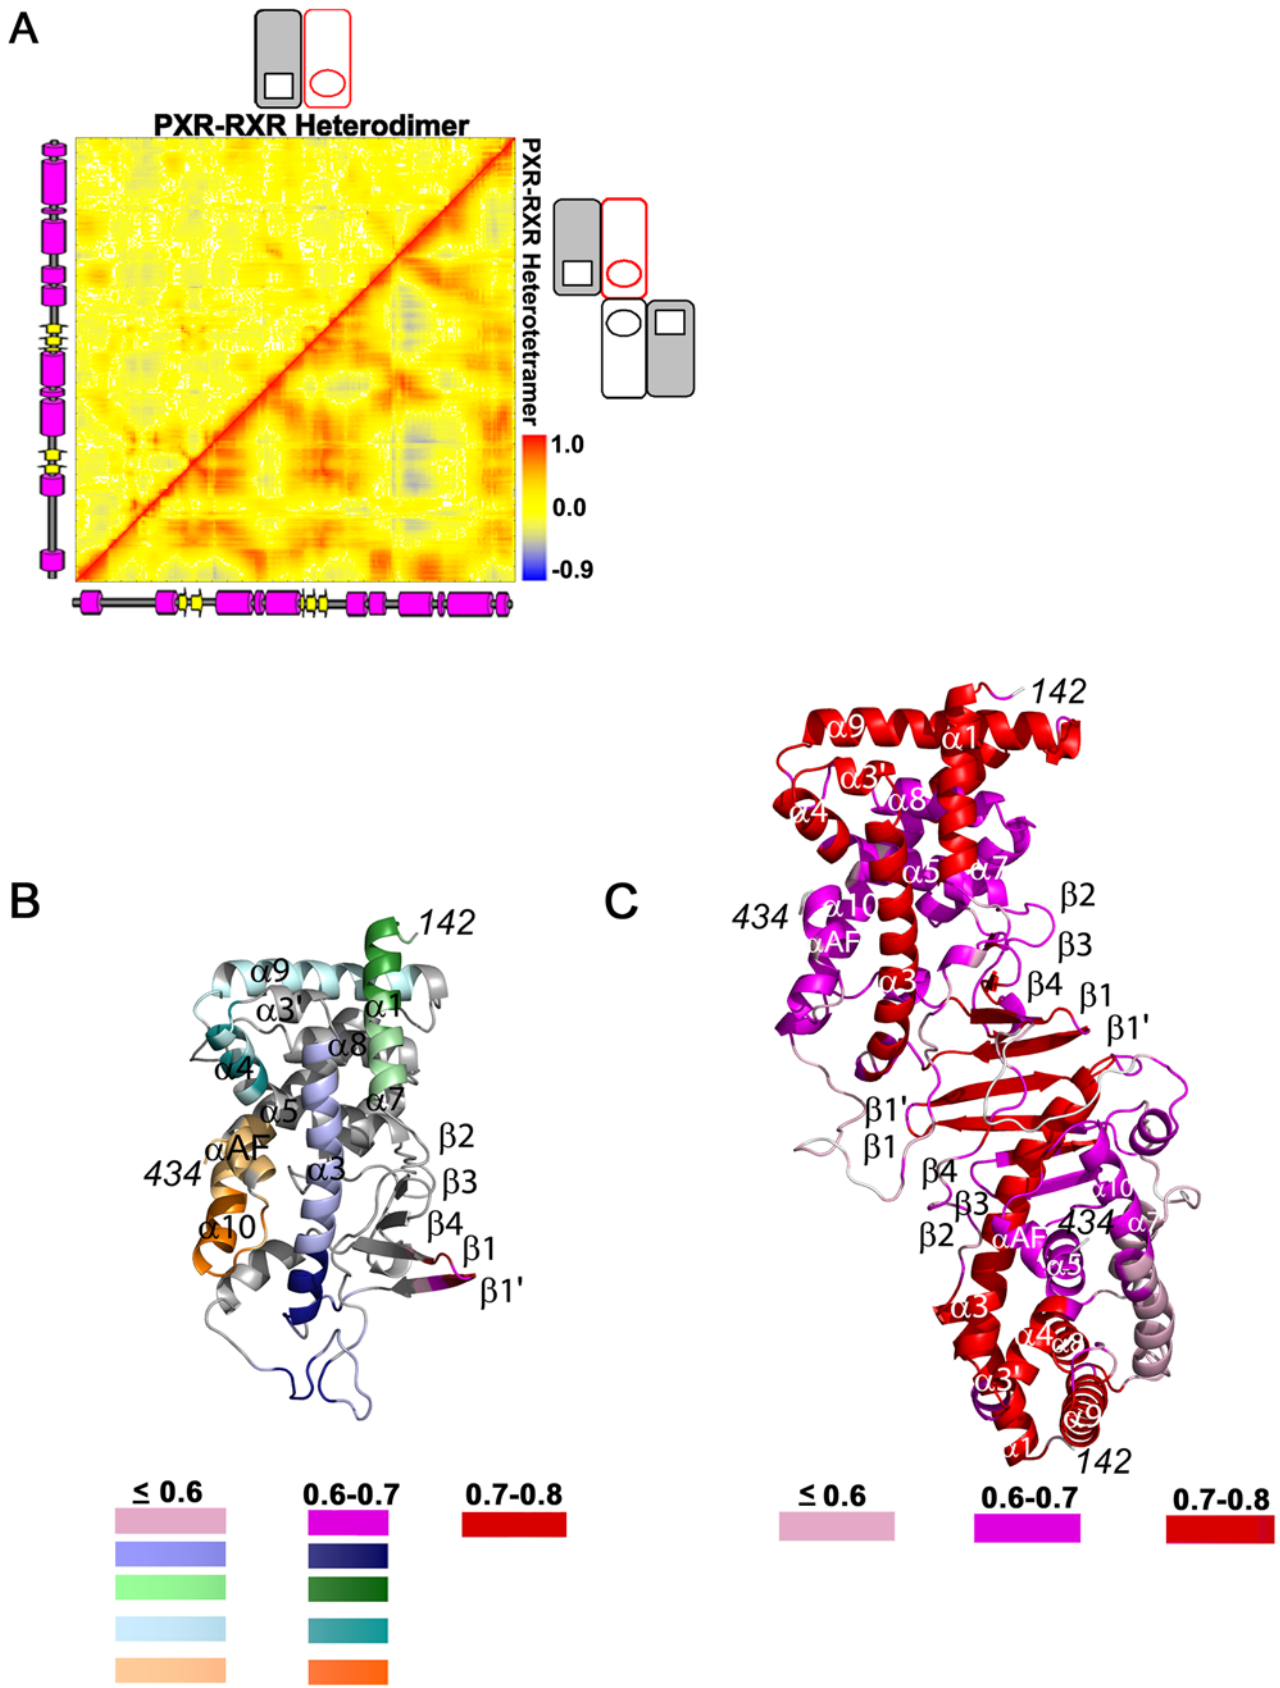 A
PXR-RXR Heterodimer
PXR-RXR Heterotetramer
1.0
0.0
-0.9
B
142
α9
α3
α1
α8
α4
α7
α5
αAF
434
α3
α10
β2
β3
β4
β1
β1'
≤ 0.6
0.6-0.7
0.7-0.8
C
142
α9
α1
α3'
α8
α4
α5
α7
α10
434
αAF
α3
β2
β3
β4
β1
β1'
β1'
β1
β4
β3
β2
α10
434
α7
αAF
α5
α3
α4
α8
α3'
α9
α1
142
≤ 0.6
0.6-0.7
0.7-0.8